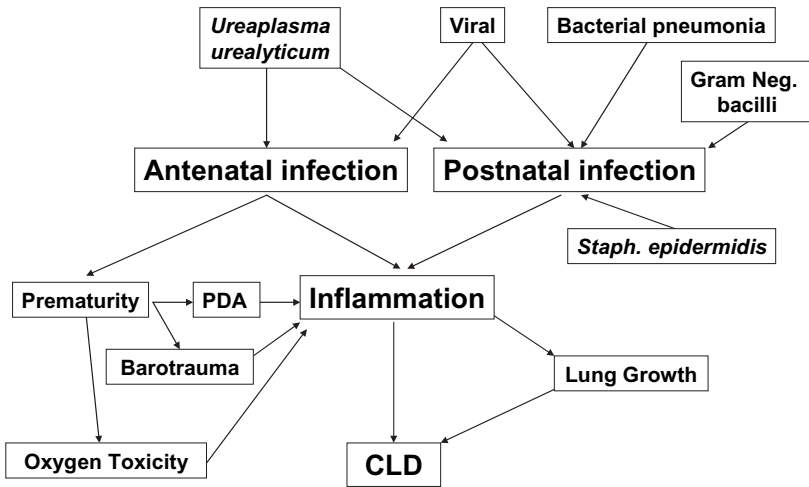 Ureaplasma
urealyticum
Viral
Bacterial pneumonia
Gram Neg.
bacilli
Antenatal infection
Postnatal infection
Staph. epidermidis
Prematurity
PDA
Inflammation
Barotrauma
Lung Growth
Oxygen Toxicity
CLD